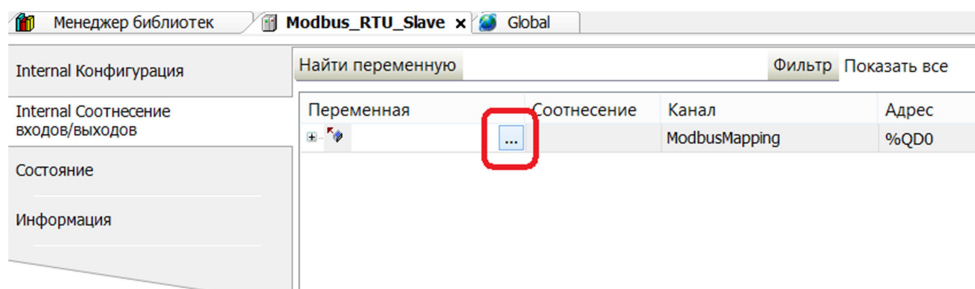 Менеджер библиотек Modbus_RTU_Slave x Global
Internal Конфигурация
Internal Соотнесение
входов/выходов
Состояние
Информация
Найти переменную Фильтр Показать все
Переменная Соотнесение Канал Адрес
... ModbusMapping %QD0